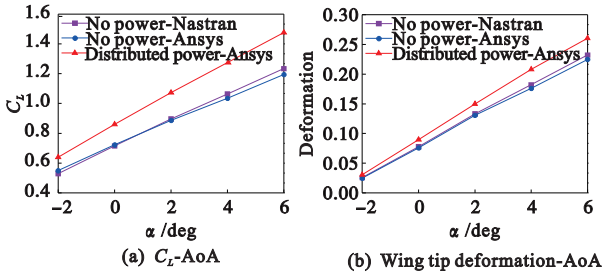 1.6
1.4
1.2
1.0
0.8
0.6
0.4
C_L
No power-Nastran
No power-Ansys
Distributed power-Ansys
−2 0 2 4 6
α /deg
(a) C_L-AoA
0.30
0.25
0.20
0.15
0.10
0.05
0.00
Deformation
No power-Nastran
No power-Ansys
Distributed power-Ansys
−2 0 2 4 6
α /deg
(b) Wing tip deformation-AoA